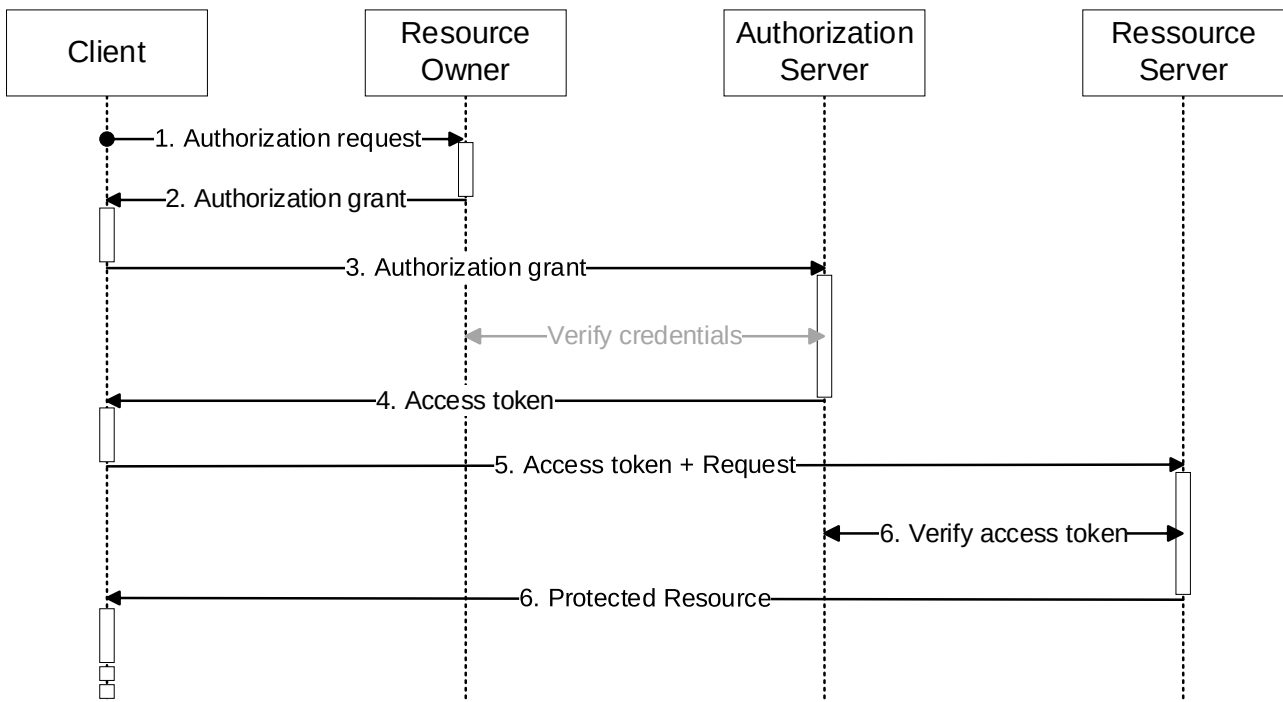 Client
Resource
Owner
Authorization
Server
Ressource
Server
1. Authorization request
2. Authorization grant
3. Authorization grant
Verify credentials
4. Access token
5. Access token + Request
6. Verify access token
6. Protected Resource